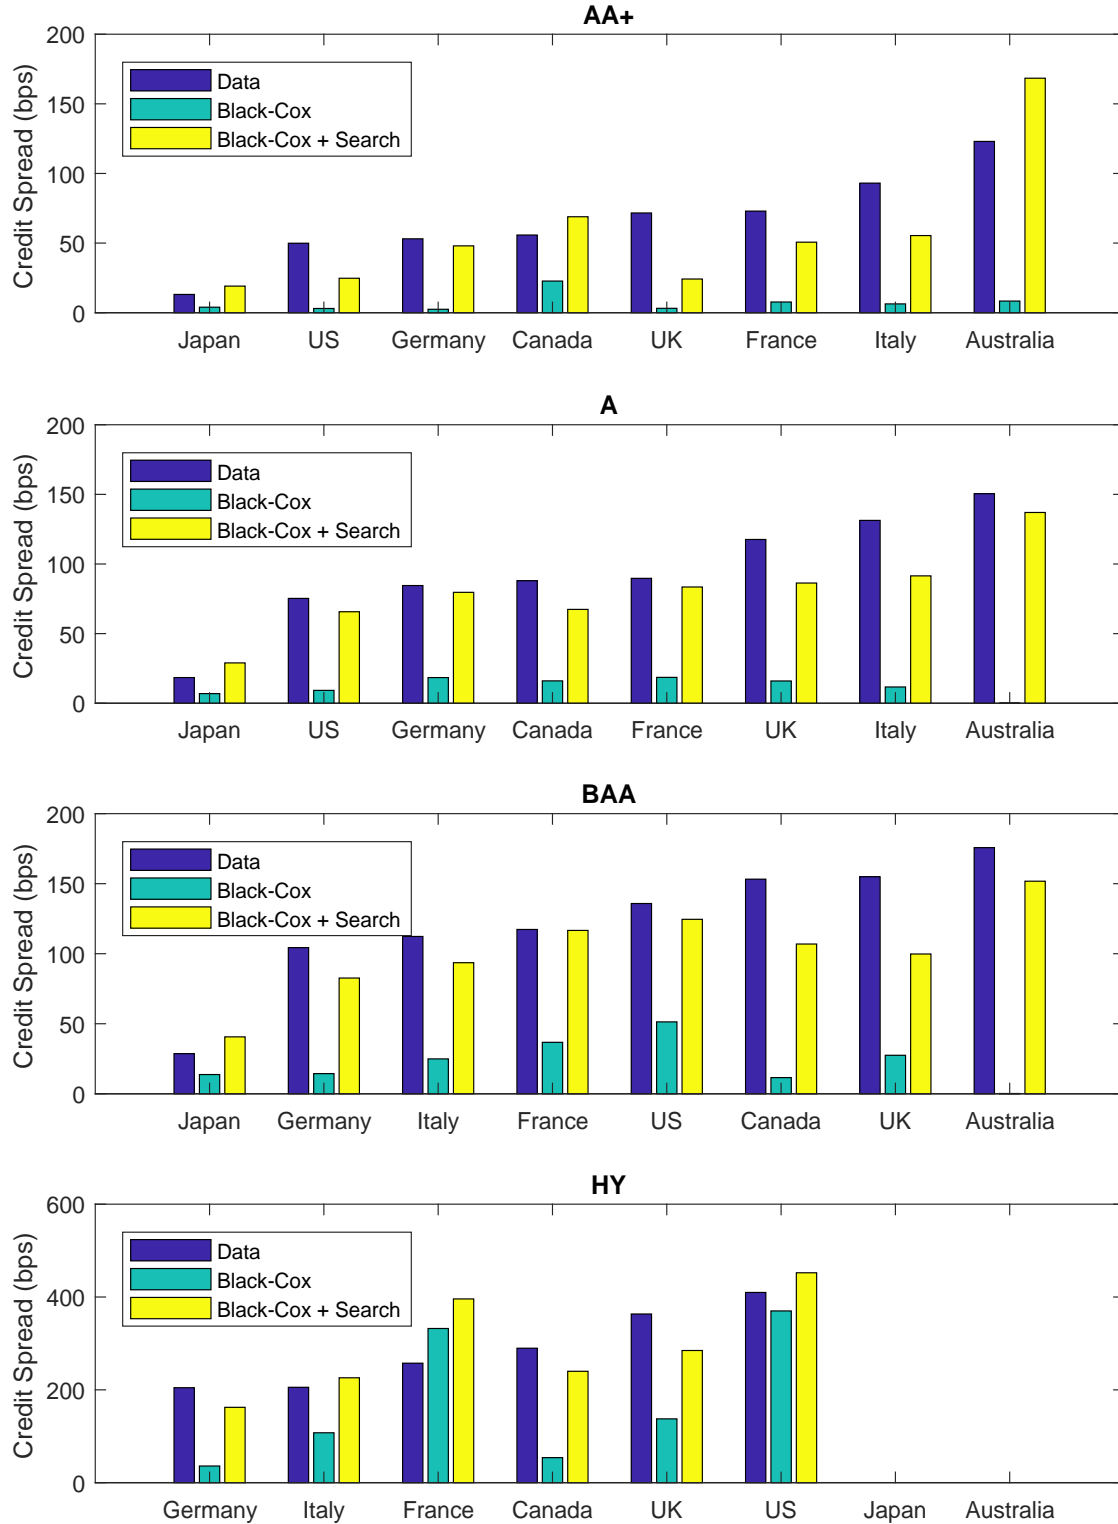 AA+
Credit Spread (bps)
200
150
100
50
0
Data
Black-Cox
Black-Cox + Search
Japan US Germany Canada UK France Italy Australia
A
Credit Spread (bps)
200
150
100
50
0
Data
Black-Cox
Black-Cox + Search
Japan US Germany Canada France UK Italy Australia
BAA
Credit Spread (bps)
200
150
100
50
0
Data
Black-Cox
Black-Cox + Search
Japan Germany Italy France US Canada UK Australia
HY
Credit Spread (bps)
600
400
200
0
Data
Black-Cox
Black-Cox + Search
Germany Italy France Canada UK US Japan Australia